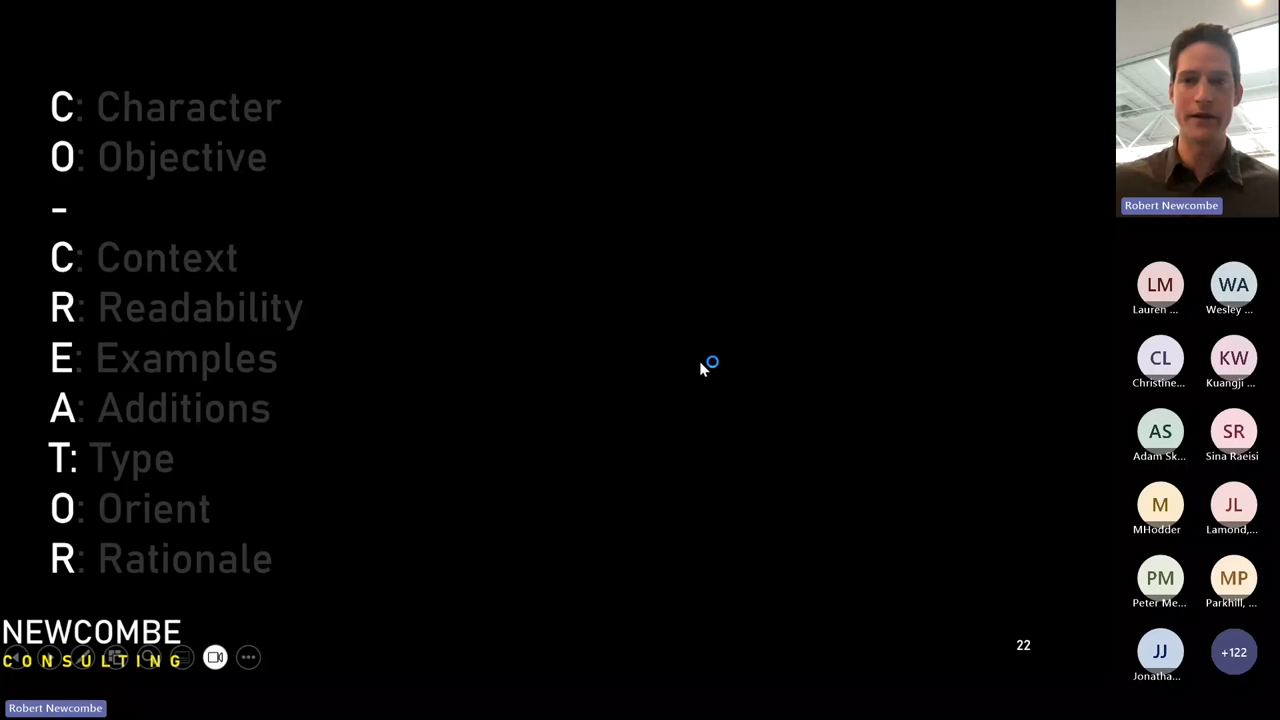 C: Character
O: Objective
-
C: Context
R: Readability
E: Examples
A: Additions
T: Type
O: Orient
R: Rationale
NEWCOMBE
CONSULTING
22
Robert Newcombe
Robert Newcombe
LM
WA
Lauren ...
Wesley ...
CL
KW
Christine...
Kuangji ...
AS
SR
Adam Sk...
Sina Raeisi
M
JL
MHodder
Lamond,...
PM
MP
Peter Me...
Parkhill, ...
JJ
+122
Jonatha...